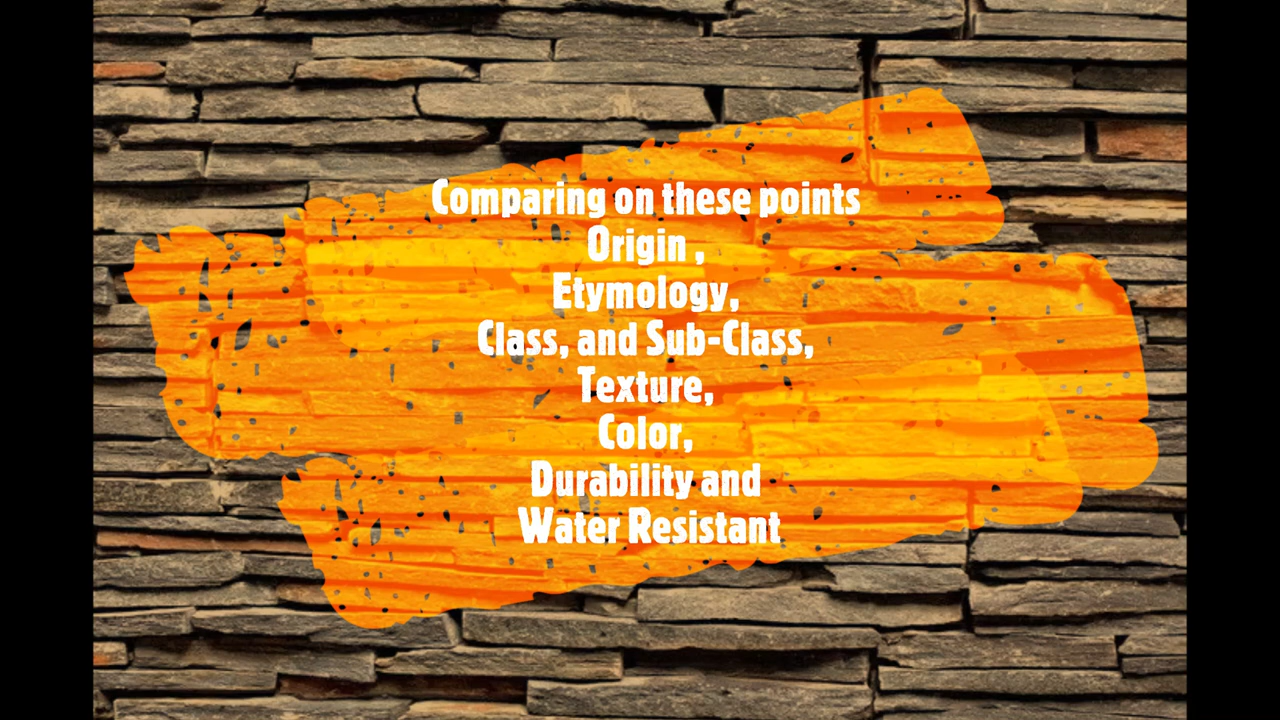 Comparing on these points
Origin ,
Etymology,
Class, and Sub-Class,
Texture,
Color,
Durability and
Water Resistant